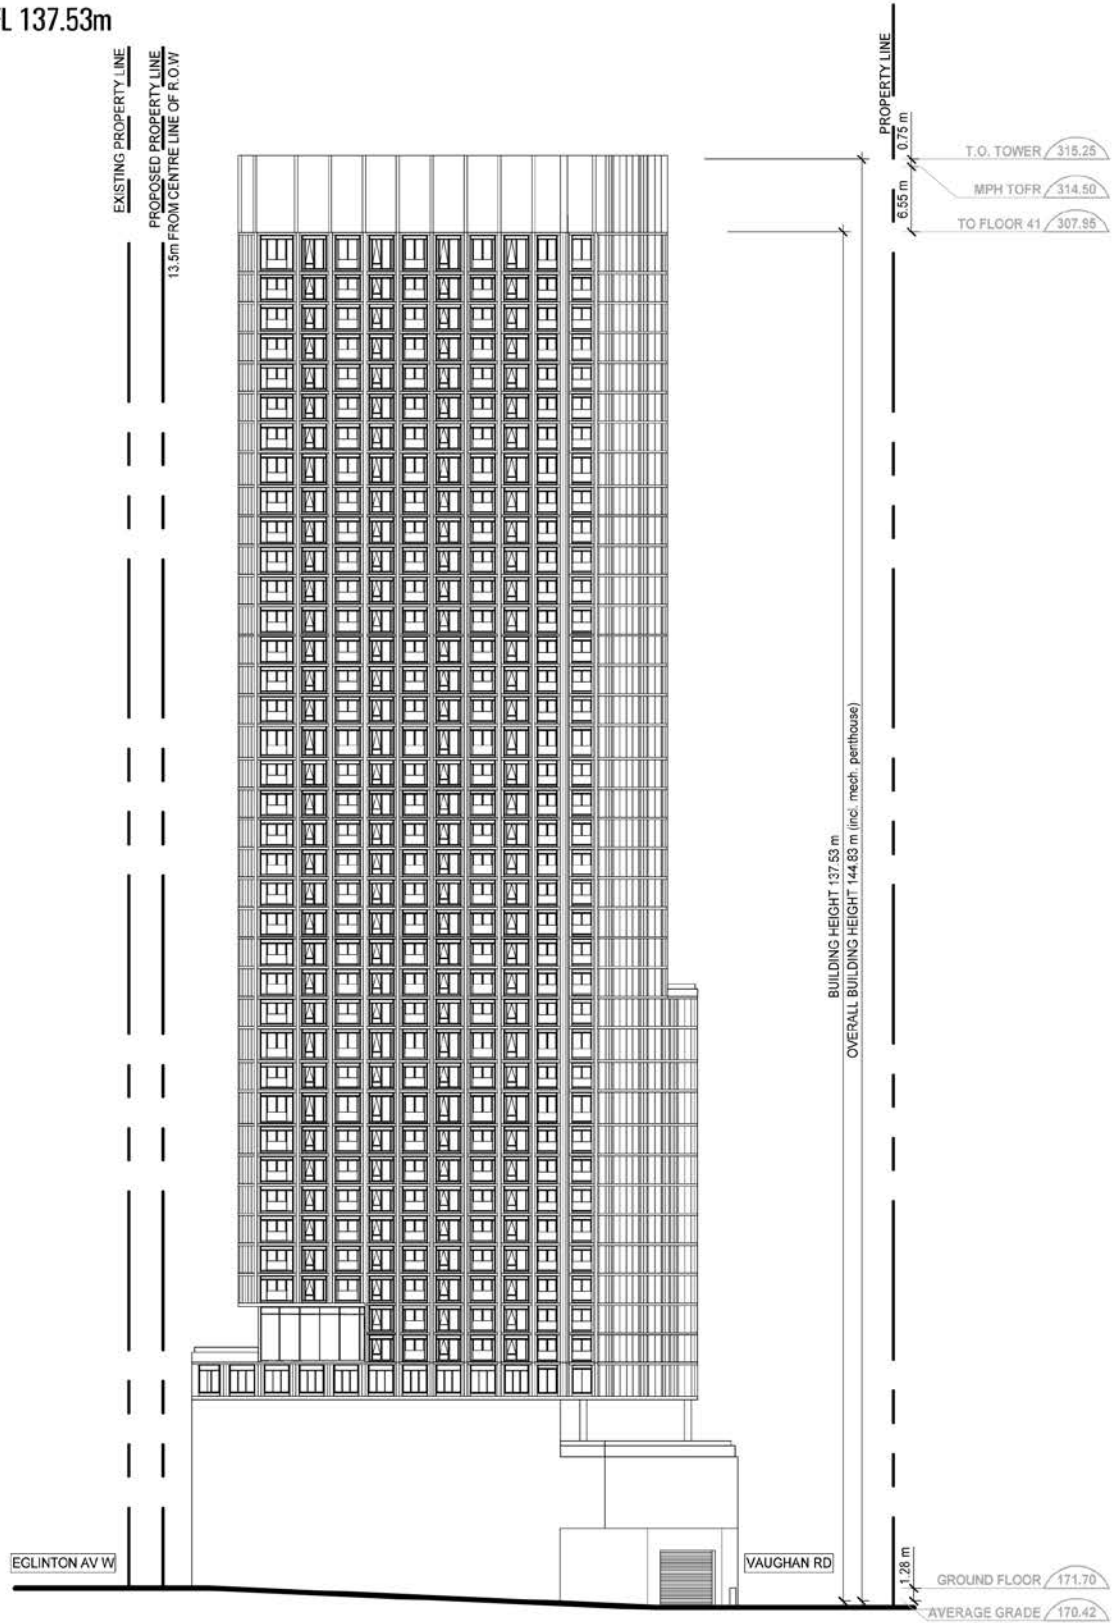 FL 137.53m
EXISTING PROPERTY LINE
PROPOSED PROPERTY LINE
13.5m FROM CENTRE LINE OF R.O.W
PROPERTY LINE
0.75 m
6.55 m
T.O. TOWER 315.25
MPH TOFR 314.50
TO FLOOR 41 307.95
BUILDING HEIGHT 137.53 m
OVERALL BUILDING HEIGHT 144.83 m (incl. mech. penthouse)
EGLINTON AV W
VAUGHAN RD
1.28 m
GROUND FLOOR 171.70
AVERAGE GRADE 170.42